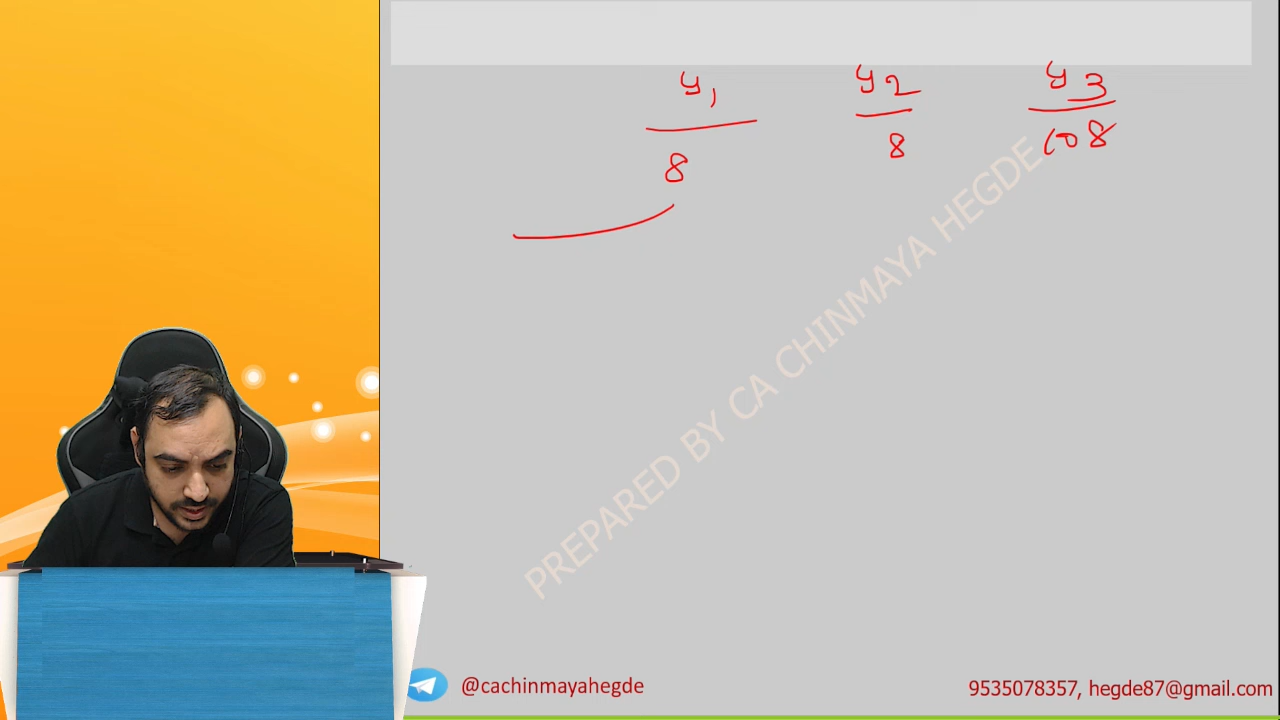 y1 y2 y3
8 8 108
PREPARED BY CA CHINMAYA HEGDE
@cachinmayahegde
9535078357, hegde87@gmail.com